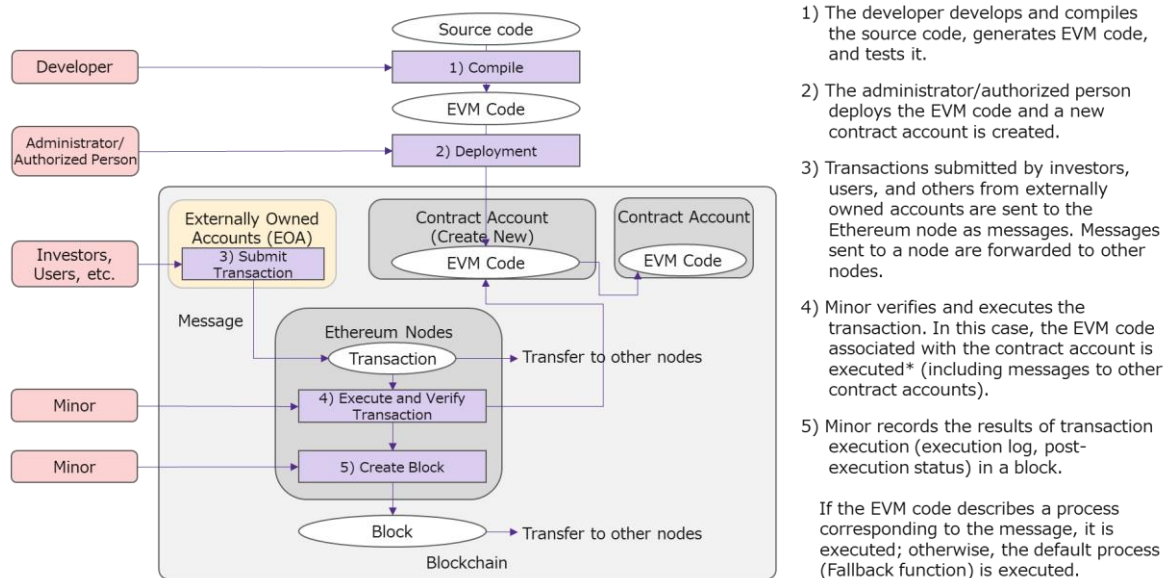 Source code
Developer
1) Compile
EVM Code
Administrator/
Authorized Person
2) Deployment
Externally Owned
Accounts (EOA)
Contract Account
(Create New)
Contract Account
Investors,
Users, etc.
3) Submit
Transaction
EVM Code
EVM Code
Message
Ethereum Nodes
Transaction
Transfer to other nodes
Minor
4) Execute and Verify
Transaction
Minor
5) Create Block
Block
Transfer to other nodes
Blockchain
1) The developer develops and compiles
the source code, generates EVM code,
and tests it.
2) The administrator/authorized person
deploys the EVM code and a new
contract account is created.
3) Transactions submitted by investors,
users, and others from externally
owned accounts are sent to the
Ethereum node as messages. Messages
sent to a node are forwarded to other
nodes.
4) Minor verifies and executes the
transaction. In this case, the EVM code
associated with the contract account is
executed* (including messages to other
contract accounts).
5) Minor records the results of transaction
execution (execution log, post-
execution status) in a block.
If the EVM code describes a process
corresponding to the message, it is
executed; otherwise, the default process
(Fallback function) is executed.